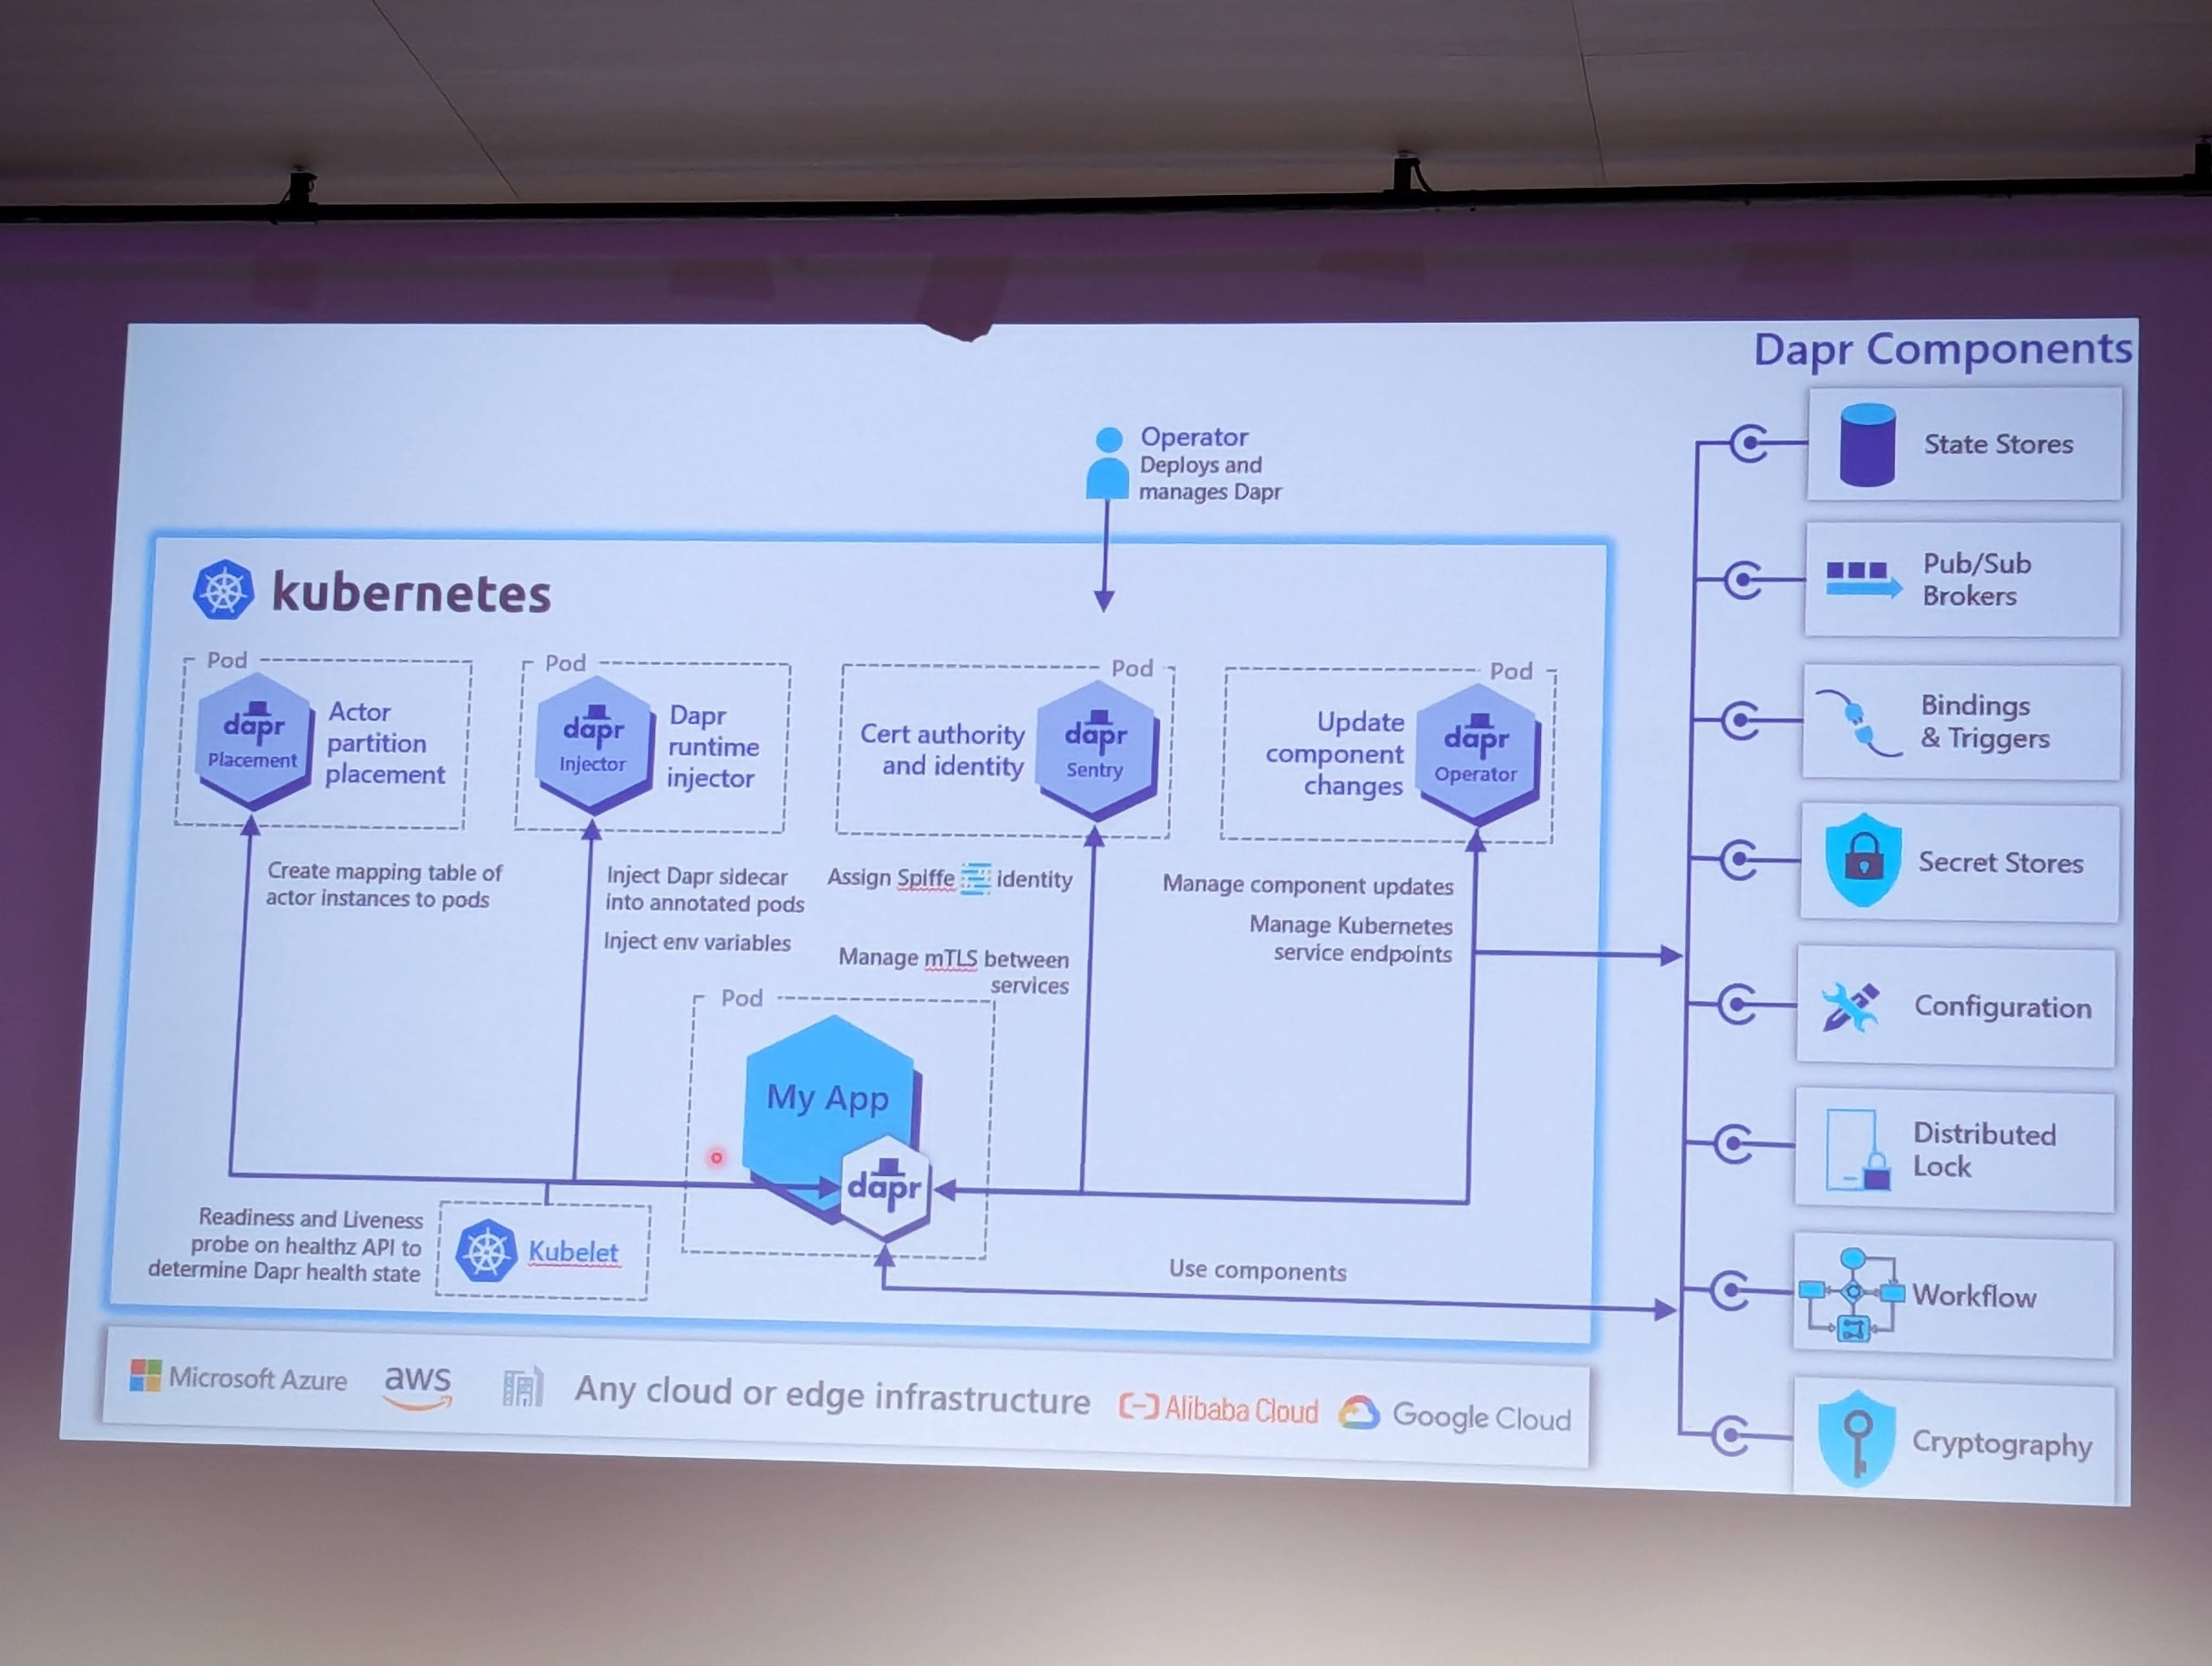 Dapr Components
Operator
Deploys and
manages Dapr
kubernetes
Pod
dapr
Placement
Actor
partition
placement
Pod
dapr
Injector
Dapr
runtime
injector
Pod
Cert authority
and identity
dapr
Sentry
Pod
Update
component
changes
dapr
Operator
Create mapping table of
actor instances to pods
Inject Dapr sidecar
into annotated pods
Inject env variables
Assign Spiffe identity
Manage mTLS between
services
Manage component updates
Manage Kubernetes
service endpoints
Pod
My App
dapr
Readiness and Liveness
probe on healthz API to
determine Dapr health state
Kubelet
Use components
Microsoft Azure
aws
Any cloud or edge infrastructure
Alibaba Cloud
Google Cloud
State Stores
Pub/Sub
Brokers
Bindings
& Triggers
Secret Stores
Configuration
Distributed
Lock
Workflow
Cryptography